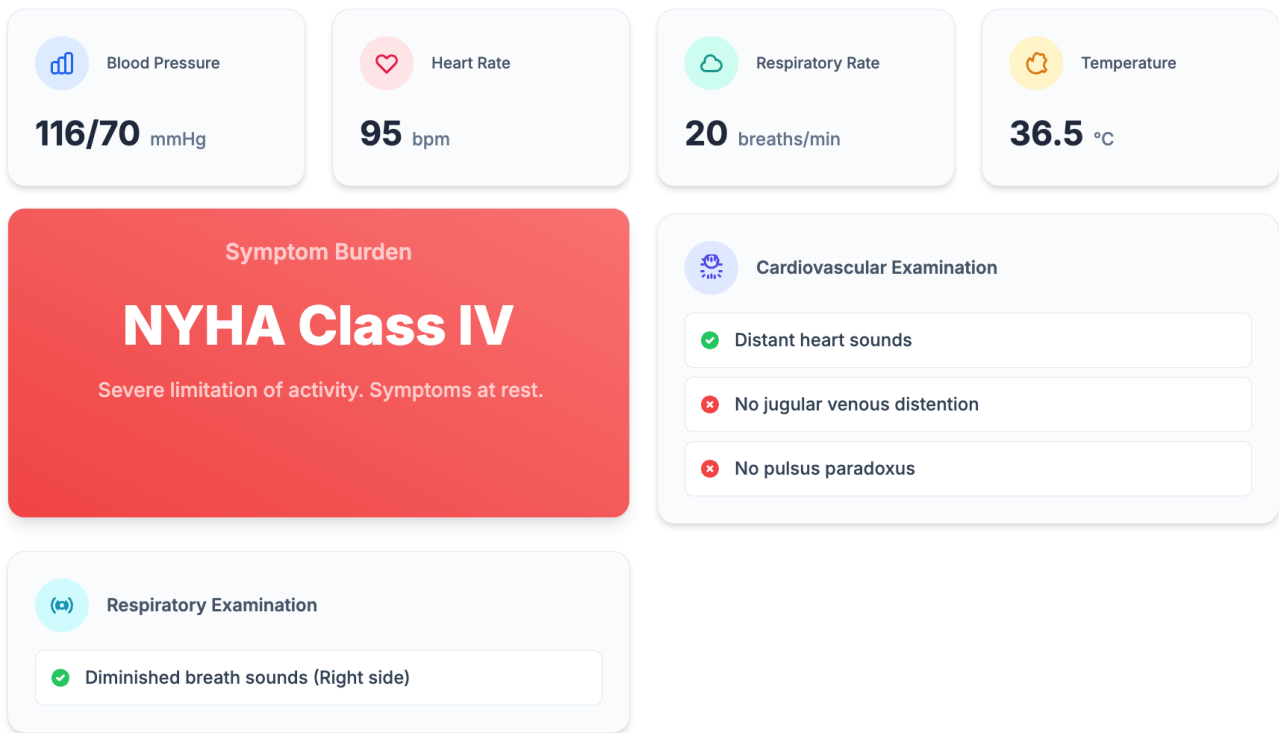 Blood Pressure
116/70 mmHg
Heart Rate
95 bpm
Respiratory Rate
20 breaths/min
Temperature
36.5 °C
Symptom Burden
NYHA Class IV
Severe limitation of activity. Symptoms at rest.
Cardiovascular Examination
Distant heart sounds
No jugular venous distention
No pulsus paradoxus
Respiratory Examination
Diminished breath sounds (Right side)